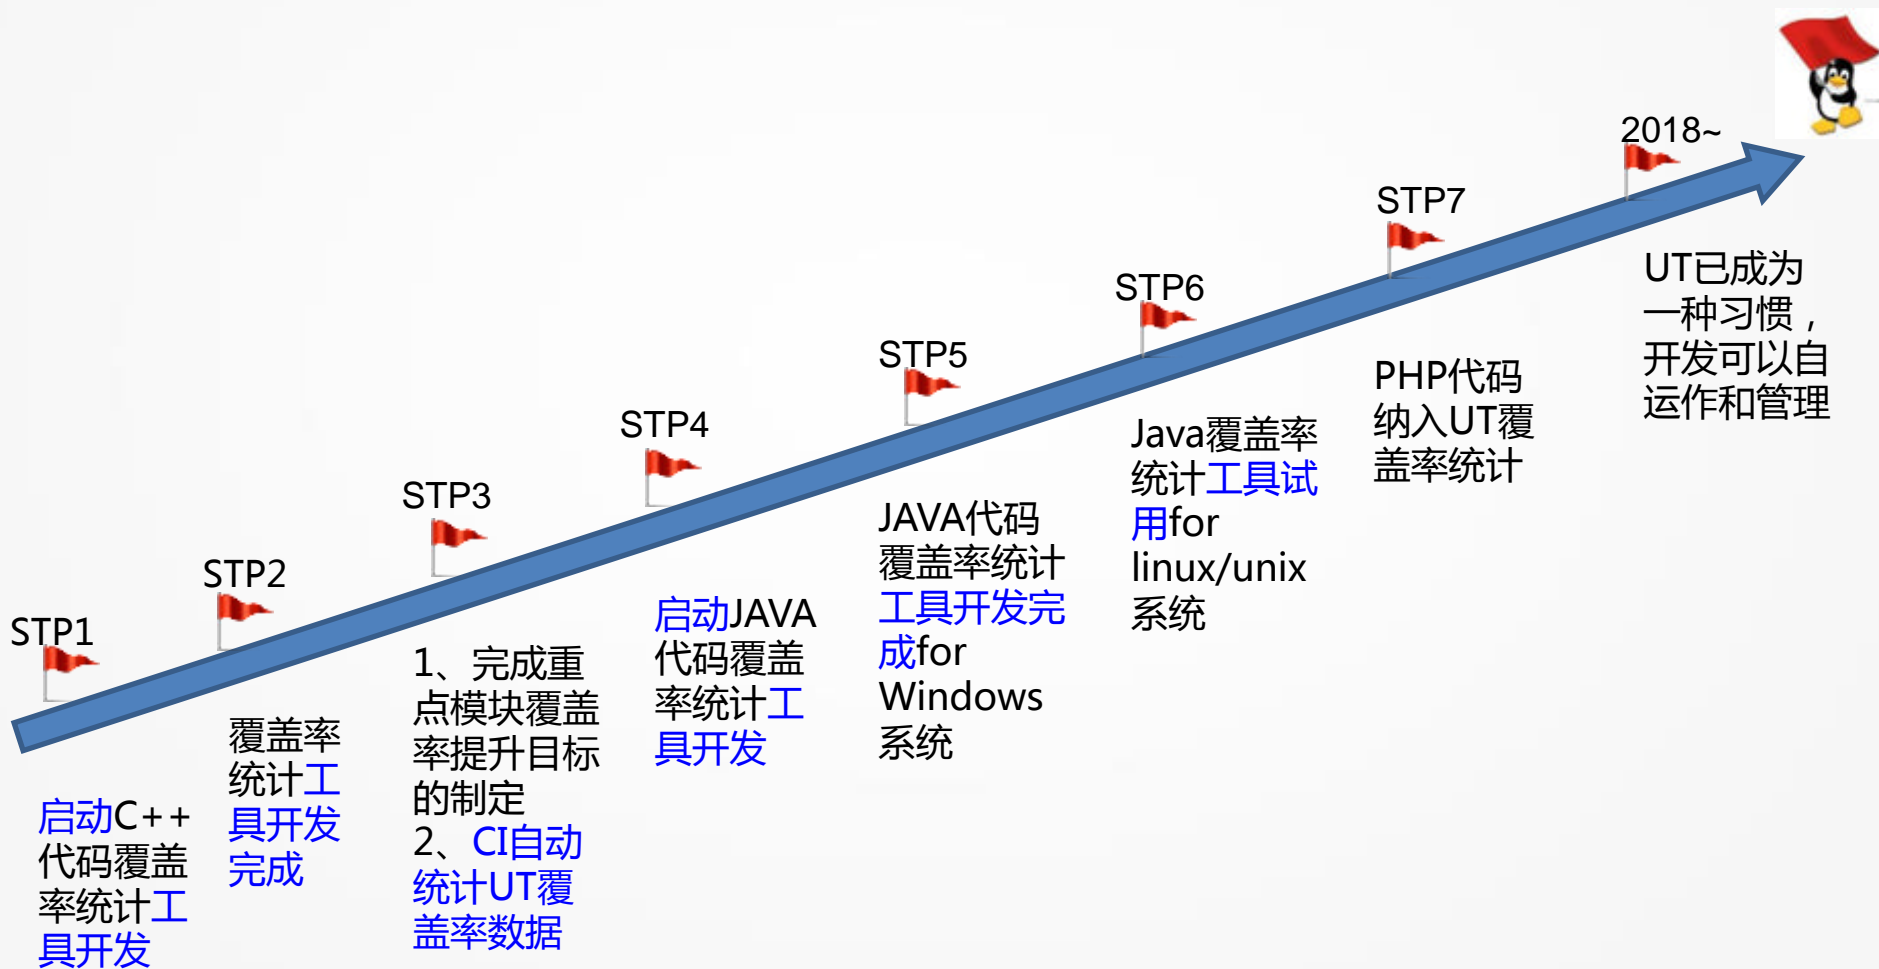 STP1
启动C++
代码覆盖
率统计工
具开发
STP2
覆盖率
统计工
具开发
完成
STP3
1、完成重
点模块覆盖
率提升目标
的制定
2、CI自动
统计UT覆
盖率数据
STP4
启动JAVA
代码覆盖
率统计工
具开发
STP5
JAVA代码
覆盖率统计
工具开发完
成for
Windows
系统
STP6
Java覆盖率
统计工具试
用for
linux/unix
系统
STP7
PHP代码
纳入UT覆
盖率统计
2018~
UT已成为
一种习惯，
开发可以自
运作和管理